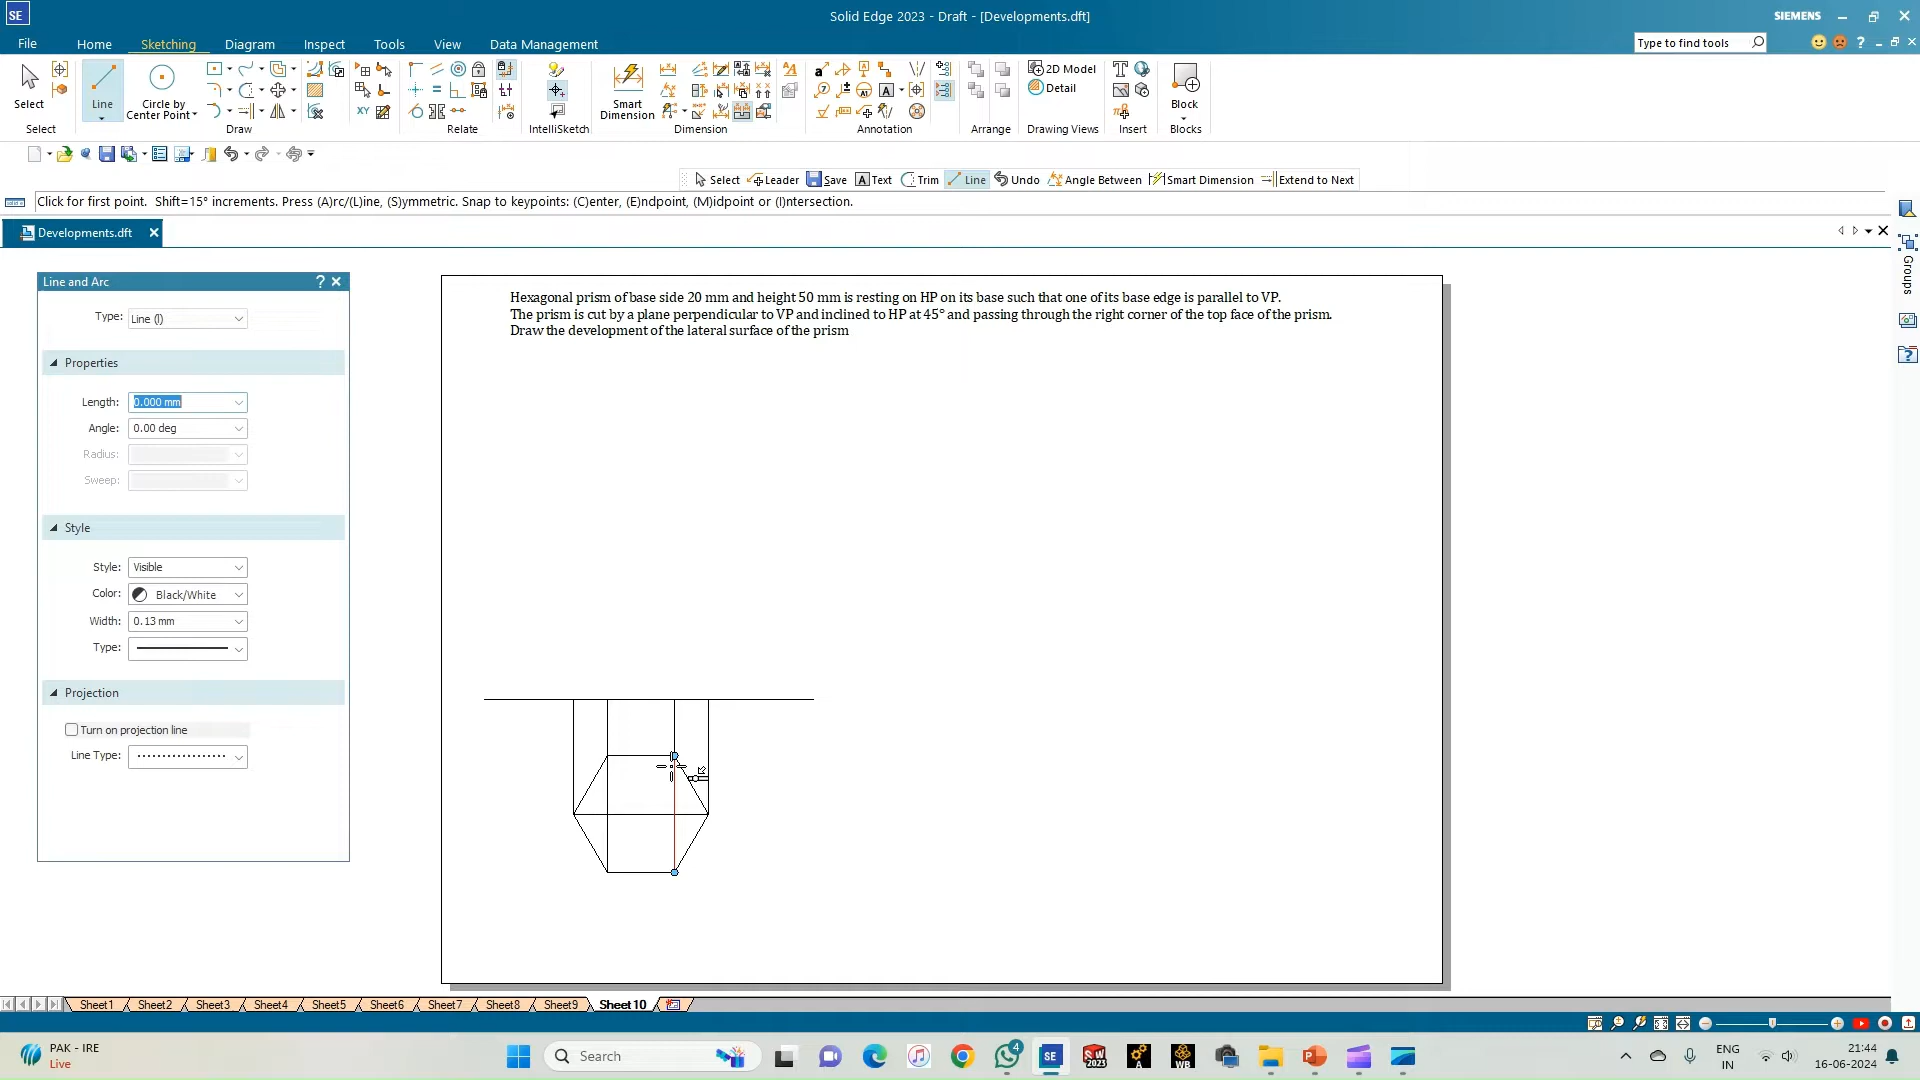 SE
Solid Edge 2023 - Draft - [Developments.dft]
SIEMENS
File
Home
Sketching
Diagram
Inspect
Tools
View
Data Management
Type to find tools
Select
Line
Circle by
Center Point
Smart
Dimension
2D Model
Detail
Block
Select
Draw
Relate
IntelliSketch
Dimension
Annotation
Arrange
Drawing Views
Insert
Blocks
Select
Leader
Save
Text
Trim
Line
Undo
Angle Between
Smart Dimension
Extend to Next
Click for first point. Shift=15° increments. Press (A)rc/(L)ine, (S)ymmetric. Snap to keypoints: (C)enter, (E)ndpoint, (M)idpoint or (I)ntersection.
Developments.dft
Groups
Line and Arc
Type: Line (l)
Properties
Length: 0.000 mm
Angle: 0.00 deg
Radius:
Sweep:
Style
Style: Visible
Color: Black/White
Width: 0.13 mm
Type:
Projection
Turn on projection line
Line Type:
Hexagonal prism of base side 20 mm and height 50 mm is resting on HP on its base such that one of its base edge is parallel to VP.
The prism is cut by a plane perpendicular to VP and inclined to HP at 45° and passing through the right corner of the top face of the prism.
Draw the development of the lateral surface of the prism
Sheet1
Sheet2
Sheet3
Sheet4
Sheet5
Sheet6
Sheet7
Sheet8
Sheet9
Sheet10
PAK - IRE
Live
Search
4
SE
SW
2023
A
WB
ENG
IN
21:44
16-06-2024